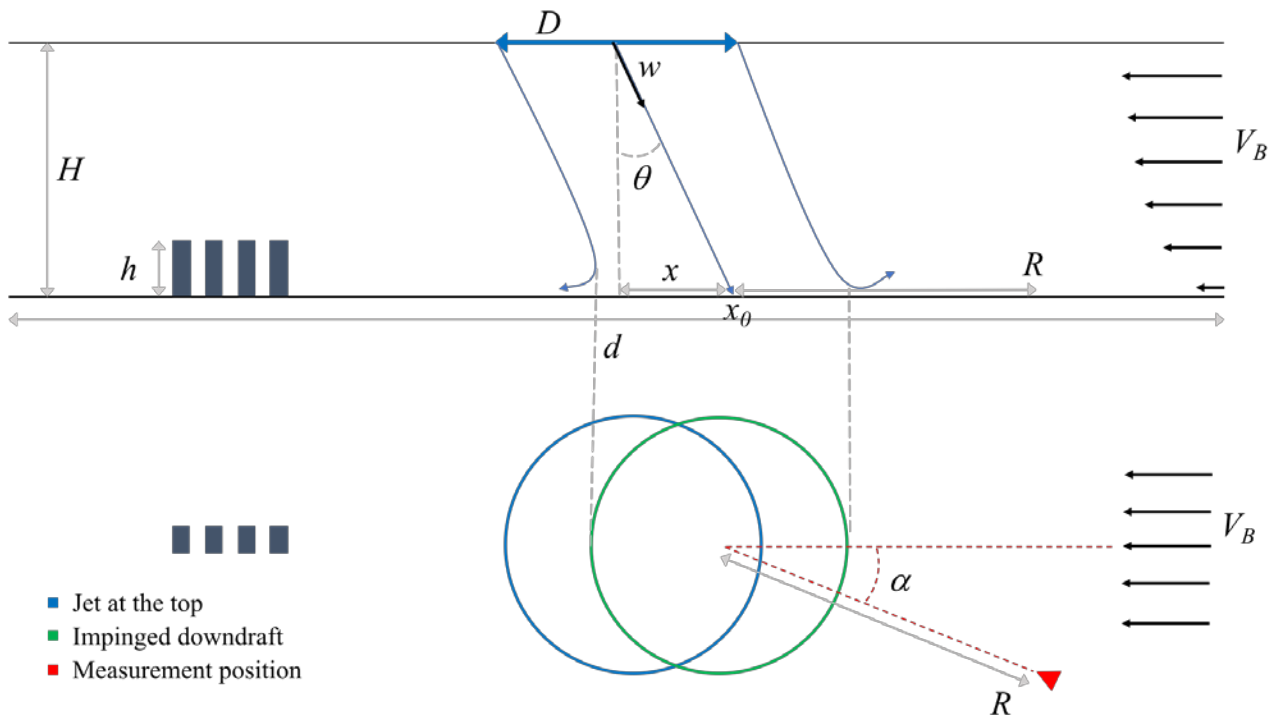 D
w
V_B
H
θ
h
x
R
x_0
d
V_B
α
Jet at the top
Impinged downdraft
Measurement position
R